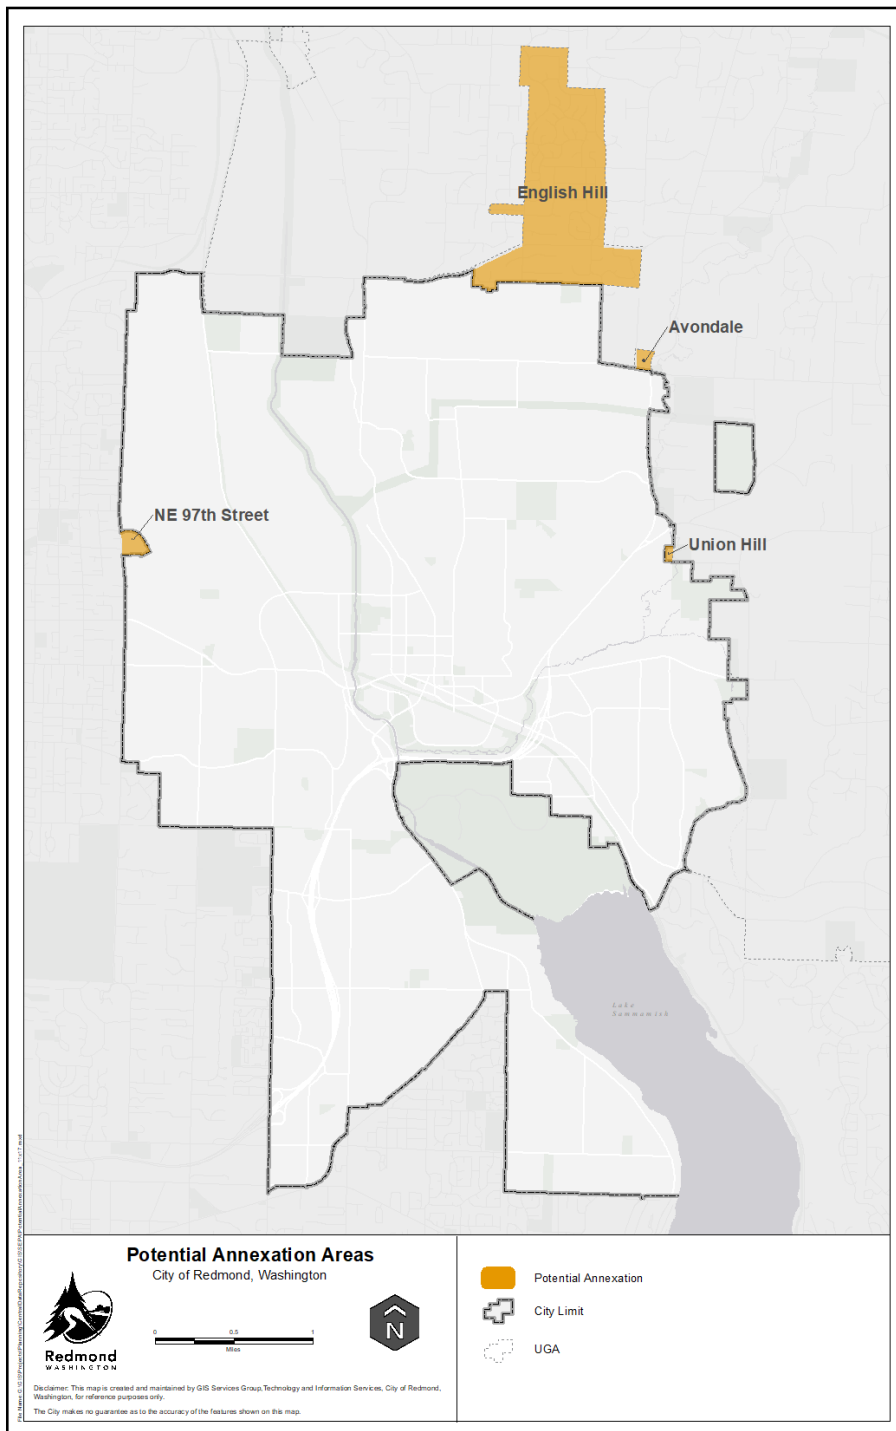 English Hill
Avondale
NE 97th Street
Union Hill
Lake
Sammamish
Potential Annexation Areas
City of Redmond, Washington
Redmond
WASHINGTON
0 0.5 1
Miles
N
Potential Annexation
City Limit
UGA
Disclaimer: This map is created and maintained by GIS Services Group,Technology and Information Services, City of Redmond,
Washington, for reference purposes only.
The City makes no guarantee as to the accuracy of the features shown on this map.